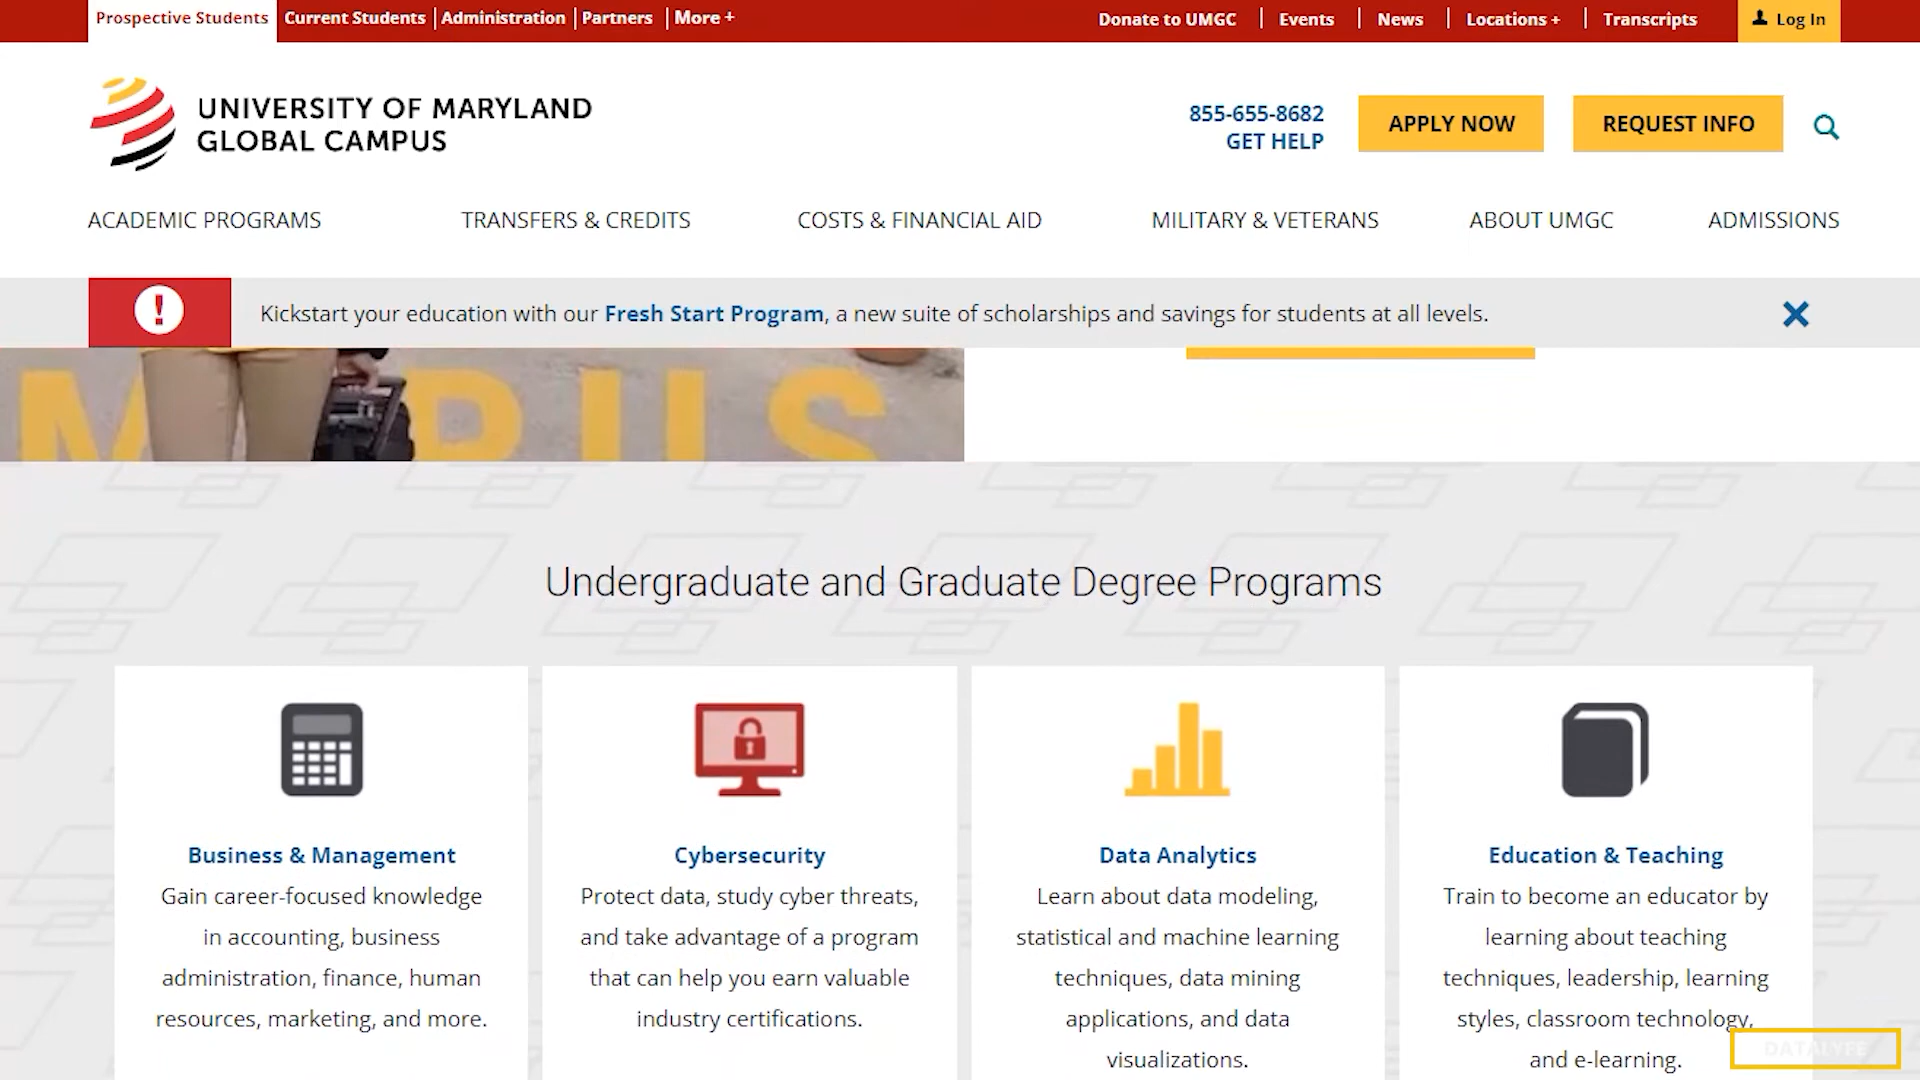 Prospective Students Current Students Administration Partners More + Donate to UMGC Events News Locations + Transcripts Log In
UNIVERSITY OF MARYLAND
GLOBAL CAMPUS
855-655-8682
GET HELP
APPLY NOW
REQUEST INFO
ACADEMIC PROGRAMS TRANSFERS & CREDITS COSTS & FINANCIAL AID MILITARY & VETERANS ABOUT UMGC ADMISSIONS
! Kickstart your education with our Fresh Start Program, a new suite of scholarships and savings for students at all levels.
Undergraduate and Graduate Degree Programs
Business & Management
Gain career-focused knowledge
in accounting, business
administration, finance, human
resources, marketing, and more.
Cybersecurity
Protect data, study cyber threats,
and take advantage of a program
that can help you earn valuable
industry certifications.
Data Analytics
Learn about data modeling,
statistical and machine learning
techniques, data mining
applications, and data
visualizations.
Education & Teaching
Train to become an educator by
learning about teaching
techniques, leadership, learning
styles, classroom technology,
and e-learning.